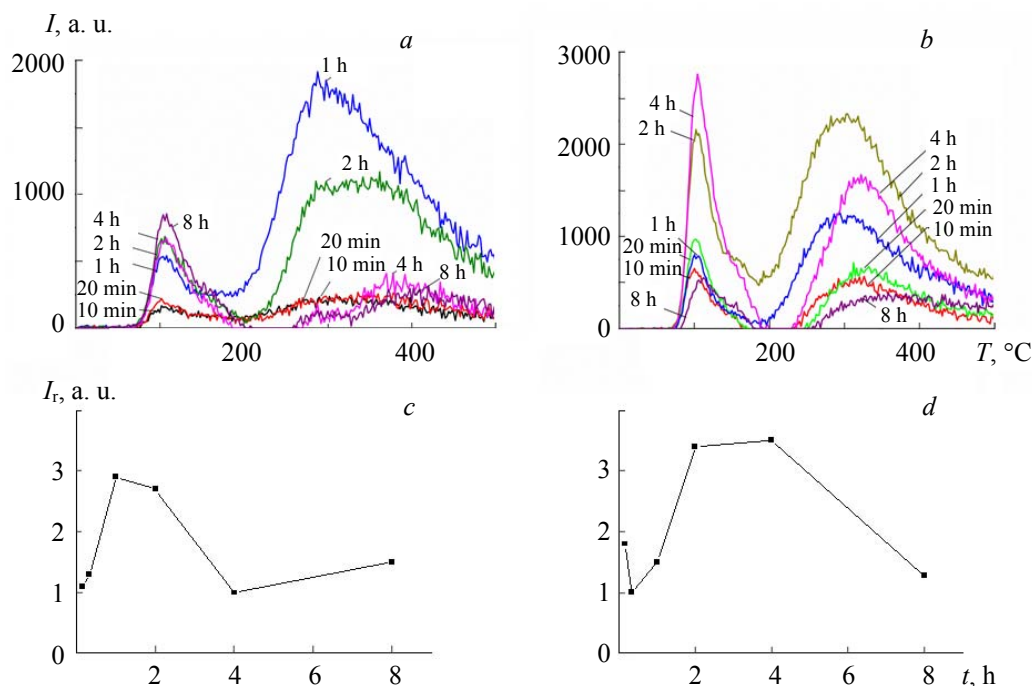 I, a. u.
a
b
2000
1000
0
1 h
2 h
4 h
8 h
2 h
1 h
20 min
10 min
20 min
10 min
4 h
8 h
200
400
3000
2000
1000
0
4 h
2 h
1 h
20 min
10 min
8 h
4 h
2 h
1 h
20 min
10 min
8 h
200
400
T, °C
Ir, a. u.
c
d
3
2
1
0
2
4
6
8
3
2
1
0
2
4
6
8
t, h